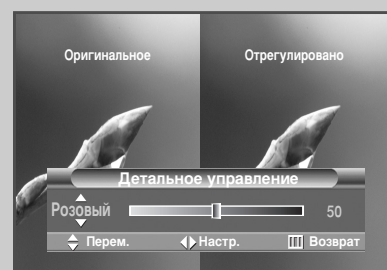 Оригинальное Отрегулировано
Детальное управление
Розовый 50
Перем. Настр. Возврат